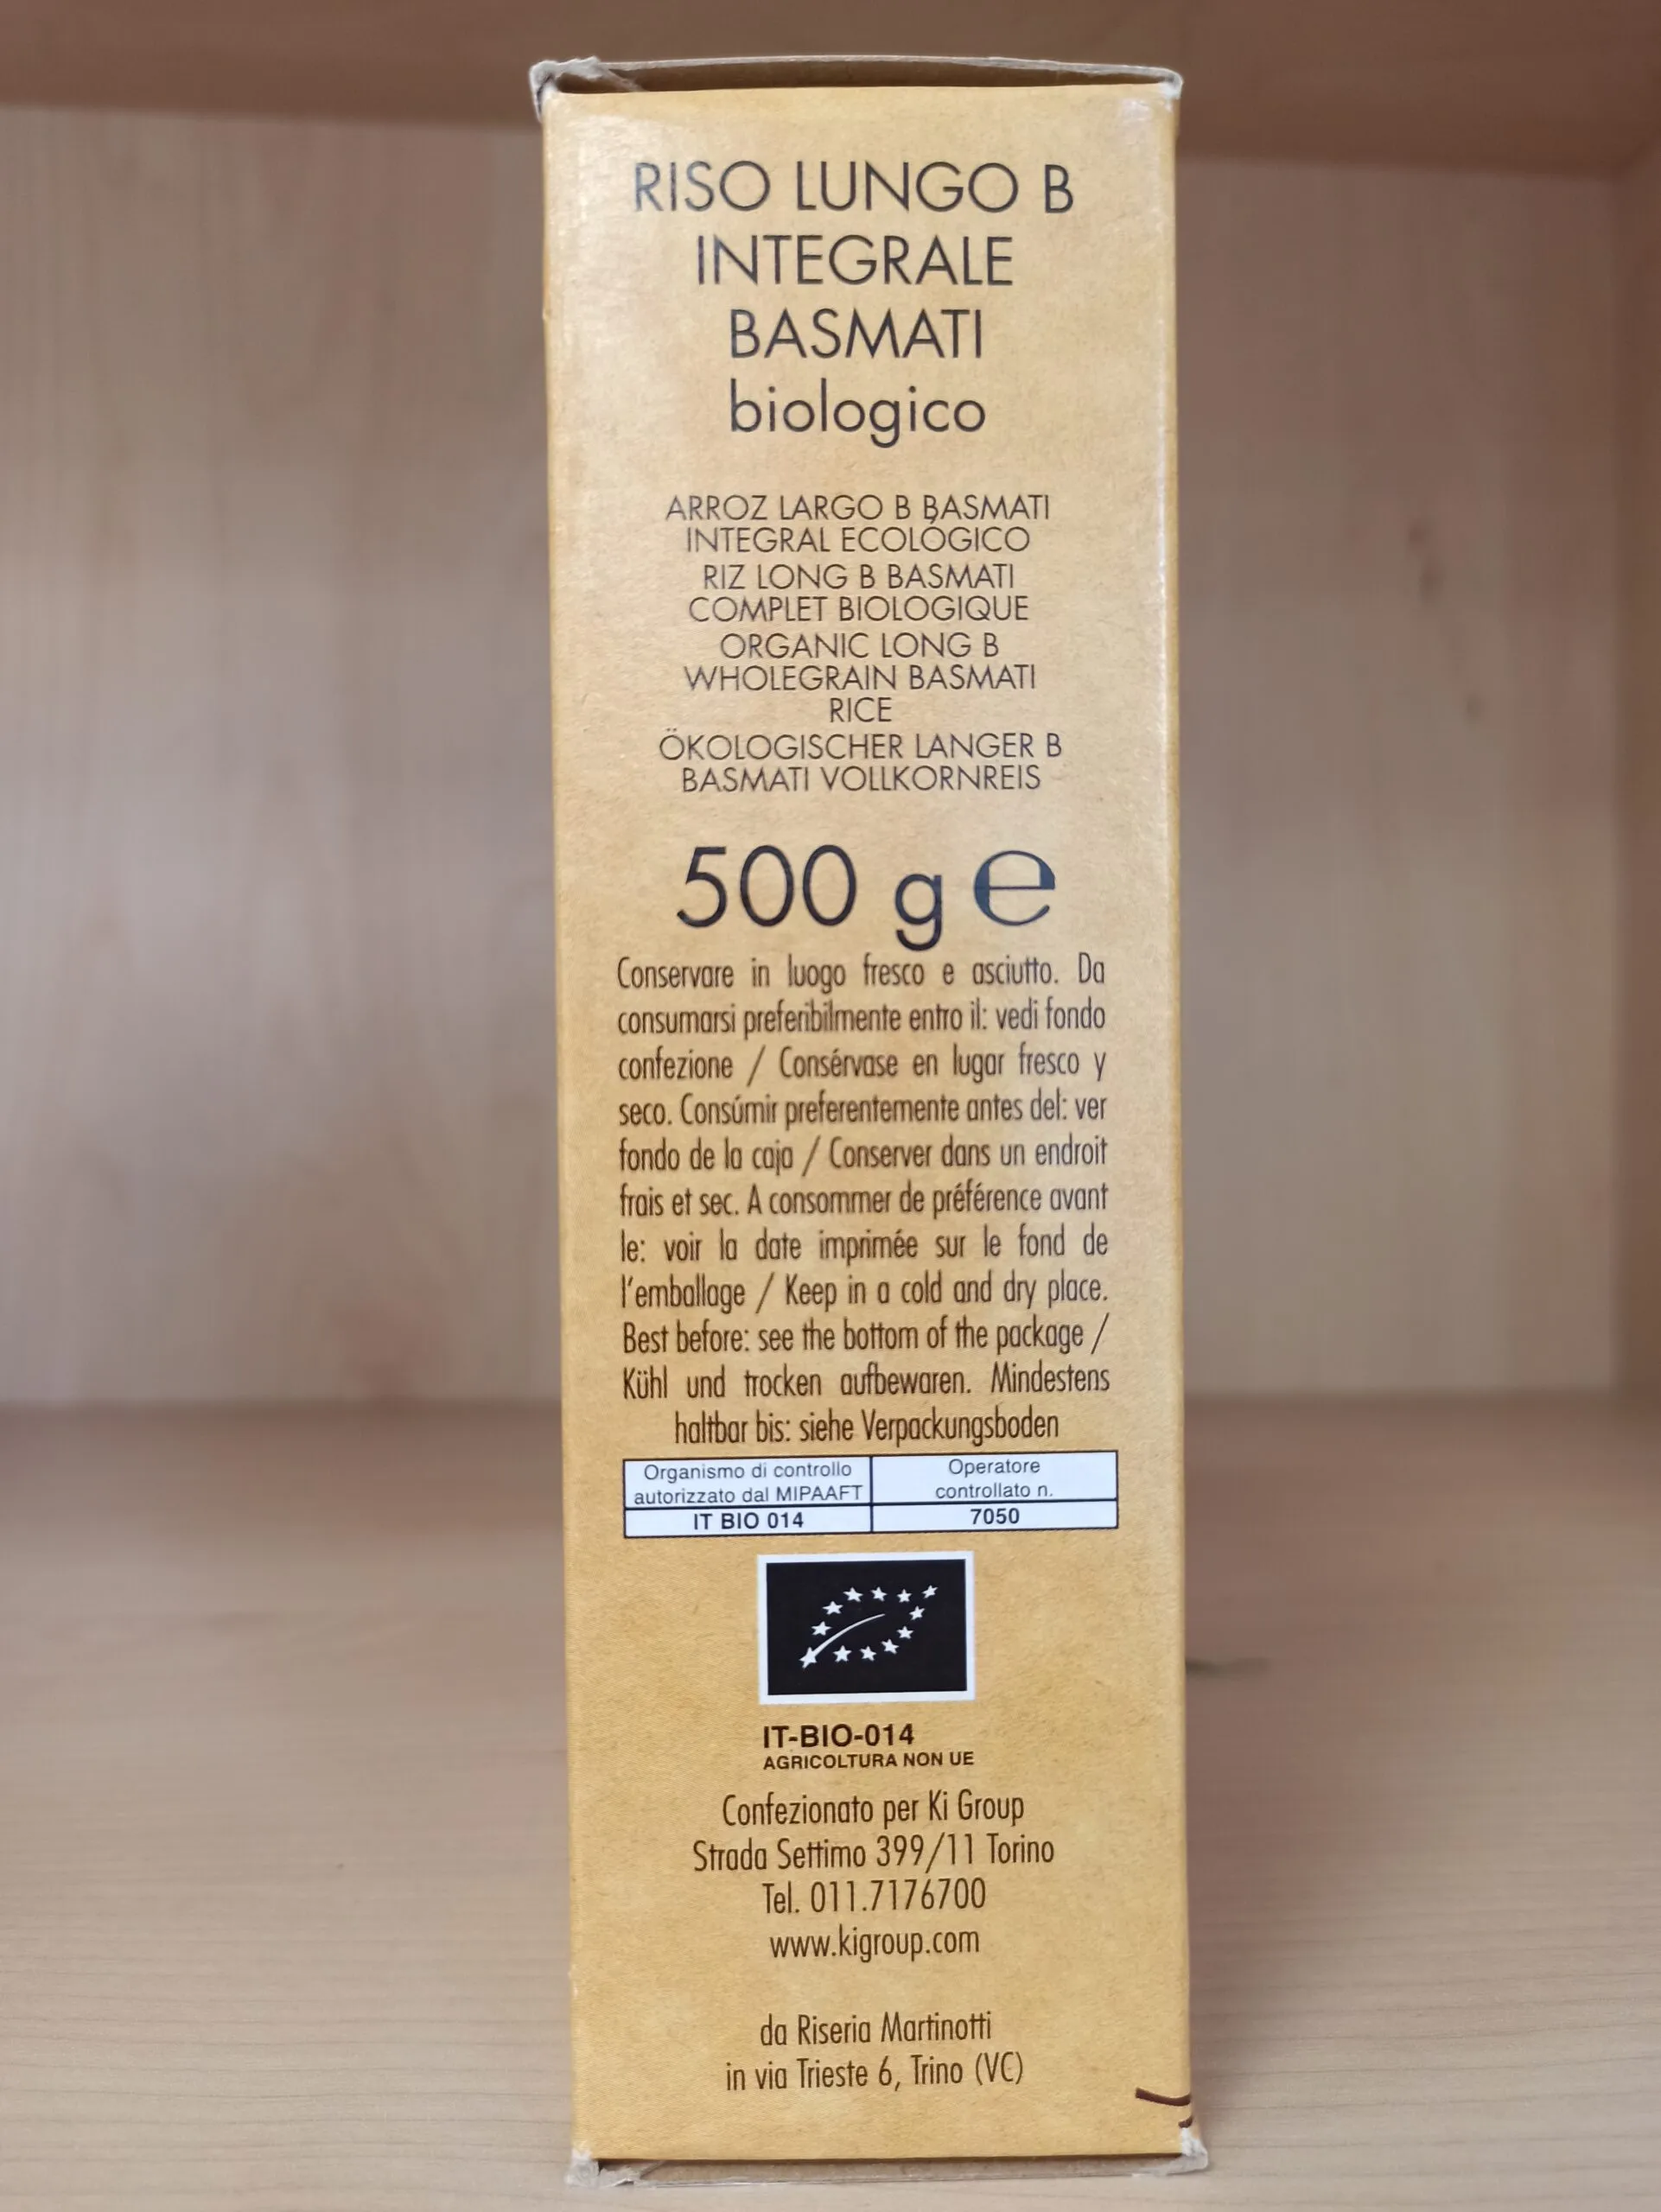 RISO LUNGO B
INTEGRALE
BASMATI
biologico
ARROZ LARGO B BASMATI
INTEGRAL ECOLÓGICO
RIZ LONG B BASMATI
COMPLET BIOLOGIQUE
ORGANIC LONG B
WHOLEGRAIN BASMATI
RICE
ÖKOLOGISCHER LANGER B
BASMATI VOLLKORNREIS
500 g e
Conservare in luogo fresco e asciutto. Da
consumarsi preferibilmente entro il: vedi fondo
confezione / Consérvase en lugar fresco y
seco. Consúmir preferentemente antes del: ver
fondo de la caja / Conserver dans un endroit
frais et sec. A consommer de préférence avant
le: voir la date imprimée sur le fond de
l'emballage / Keep in a cold and dry place.
Best before: see the bottom of the package /
Kühl und trocken aufbewaren. Mindestens
haltbar bis: siehe Verpackungsboden
Organismo di controllo
autorizzato dal MIPAAFT
IT BIO 014
Operatore
controllato n.
7050
IT-BIO-014
AGRICOLTURA NON UE
Confezionato per Ki Group
Strada Settimo 399/11 Torino
Tel. 011.7176700
www.kigroup.com
da Riseria Martinotti
in via Trieste 6, Trino (VC)